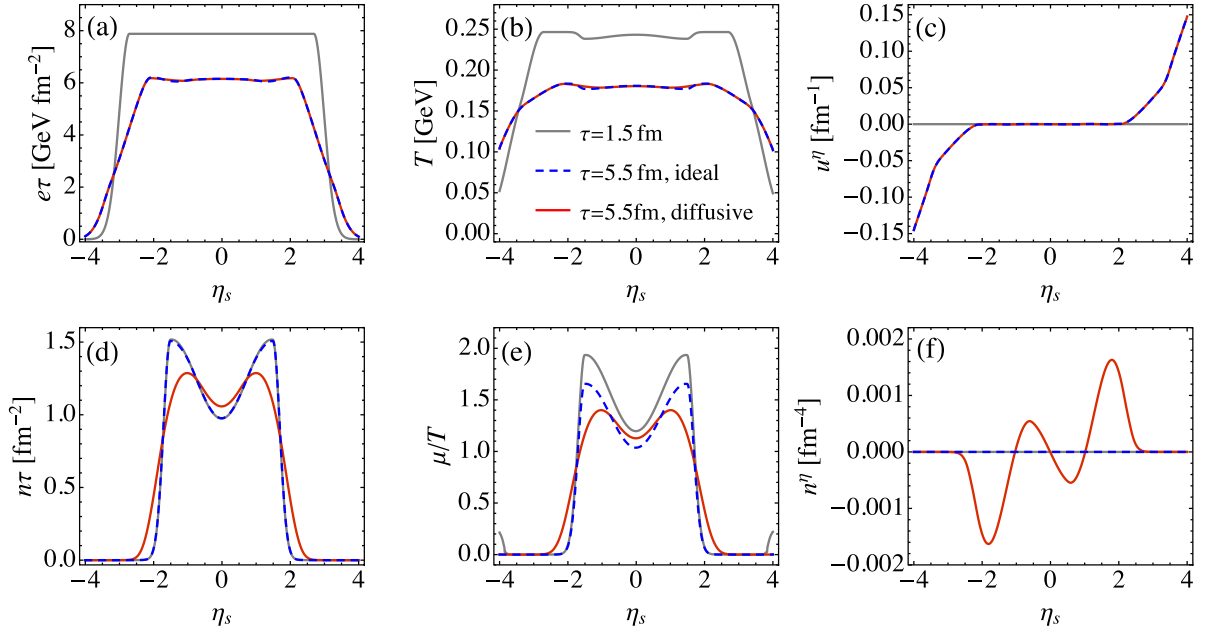 (a)
eτ [GeV fm⁻²]
8
6
4
2
0
−4 −2 0 2 4
ηₛ
(b)
T [GeV]
0.25
0.20
0.15
0.10
0.05
0.00
τ=1.5 fm
τ=5.5 fm, ideal
τ=5.5fm, diffusive
−4 −2 0 2 4
ηₛ
(c)
u^η [fm⁻¹]
0.15
0.10
0.05
0.00
−0.05
−0.10
−0.15
−4 −2 0 2 4
ηₛ
(d)
nτ [fm⁻²]
1.5
1.0
0.5
0.0
−4 −2 0 2 4
ηₛ
(e)
μ/T
2.0
1.5
1.0
0.5
0.0
−4 −2 0 2 4
ηₛ
(f)
n^η [fm⁻⁴]
0.002
0.001
0.000
−0.001
−0.002
−4 −2 0 2 4
ηₛ